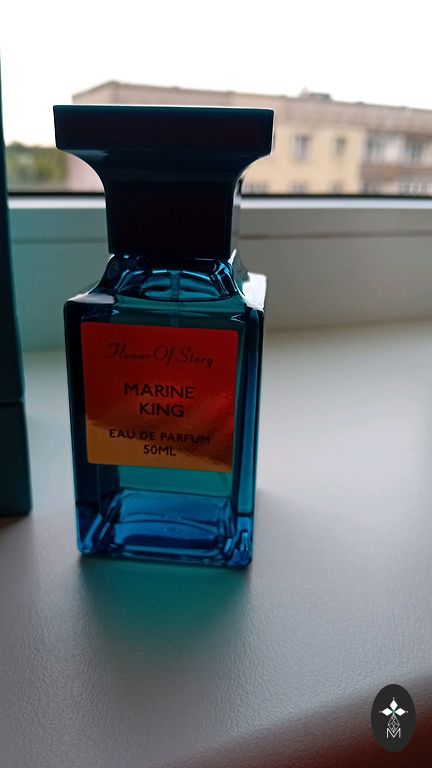 Flower Of Story
MARINE
KING
EAU DE PARFUM
50ML
M